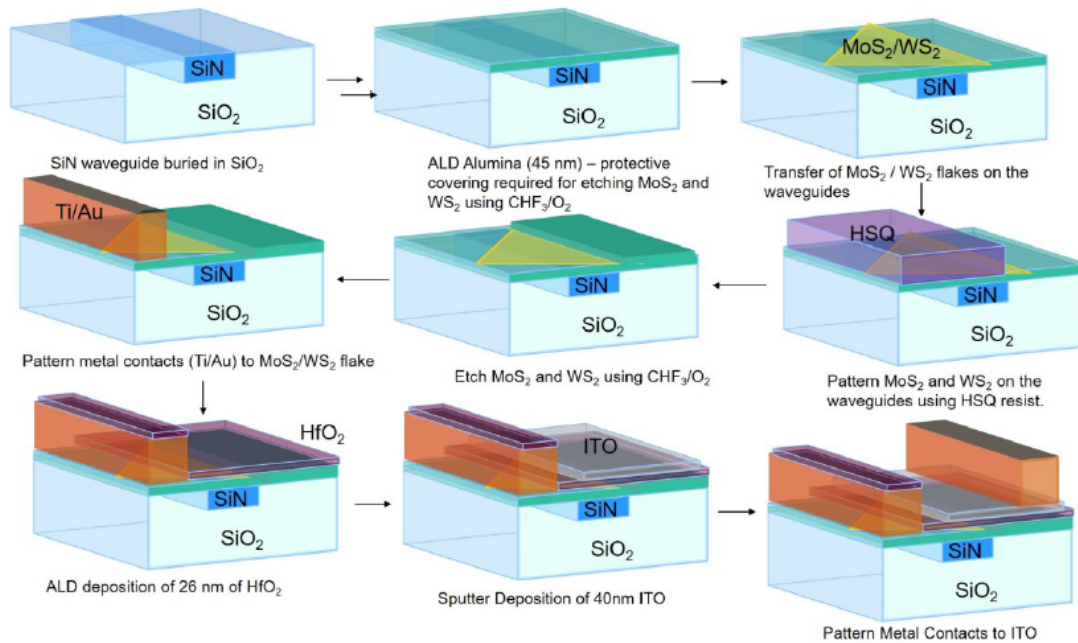 SiN
SiO₂
SiN waveguide buried in SiO₂
SiN
SiO₂
ALD Alumina (45 nm) – protective
covering required for etching MoS₂ and
WS₂ using CHF₃/O₂
MoS₂/WS₂
SiN
SiO₂
Transfer of MoS₂ / WS₂ flakes on the
waveguides
HSQ
SiN
SiO₂
Pattern MoS₂ and WS₂ on the
waveguides using HSQ resist.
SiN
SiO₂
Etch MoS₂ and WS₂ using CHF₃/O₂
Ti/Au
SiN
SiO₂
Pattern metal contacts (Ti/Au) to MoS₂/WS₂ flake
HfO₂
SiN
SiO₂
ALD deposition of 26 nm of HfO₂
ITO
SiN
SiO₂
Sputter Deposition of 40nm ITO
SiN
SiO₂
Pattern Metal Contacts to ITO